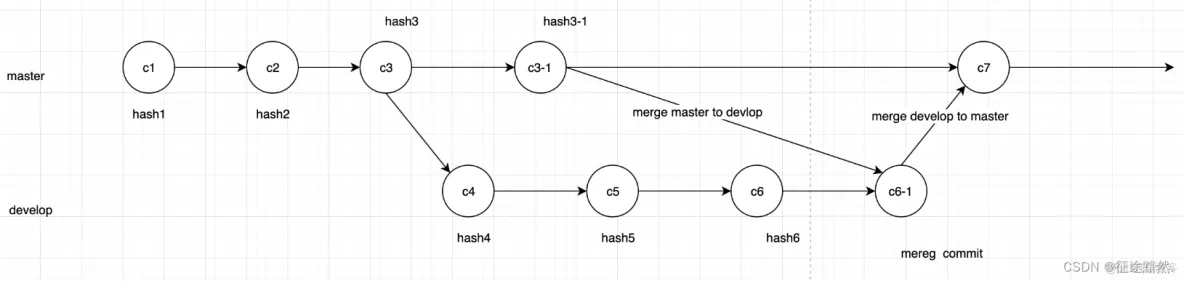 hash3
hash3-1
master
c1
c2
c3
c3-1
c7
hash1
hash2
merge master to devlop
merge develop to master
develop
c4
c5
c6
c6-1
hash4
hash5
hash6
mereg commit
CSDN @征途黯然